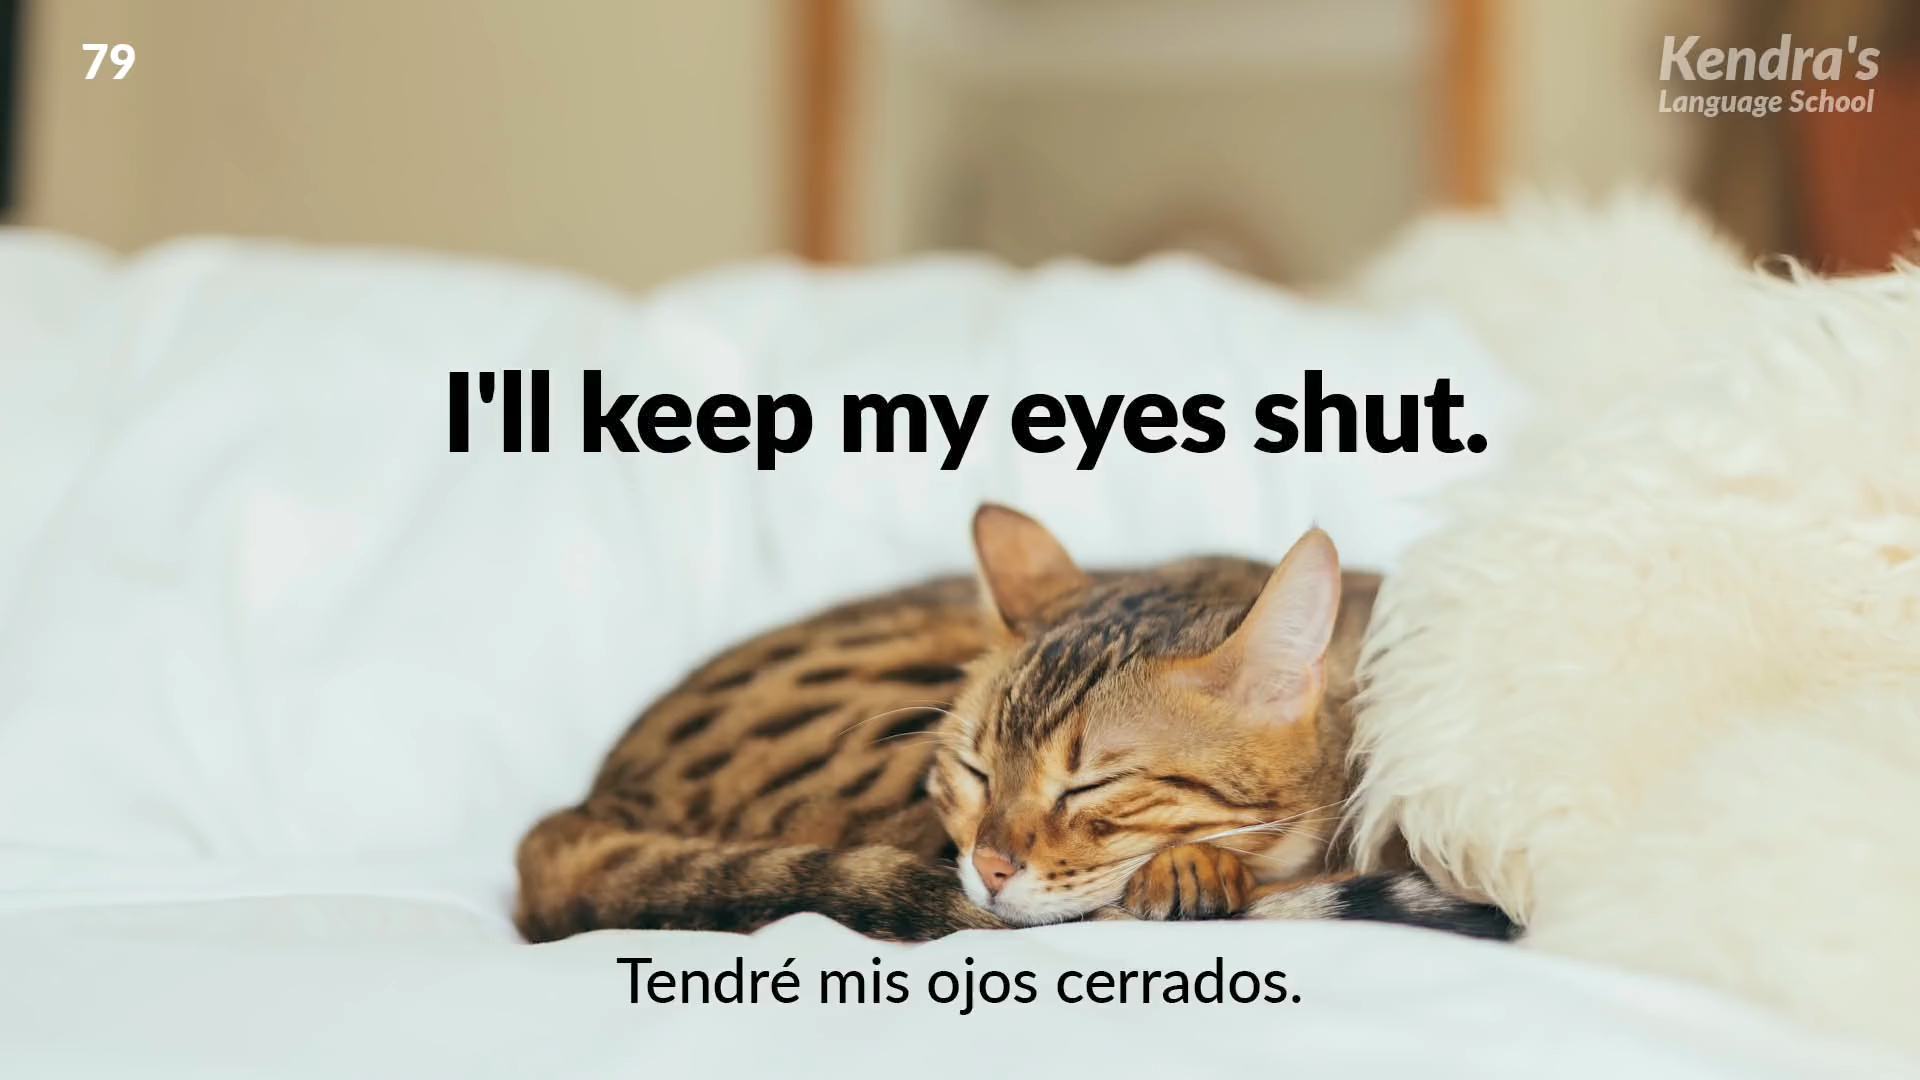 79
Kendra's
Language School
I'll keep my eyes shut.
Tendré mis ojos cerrados.